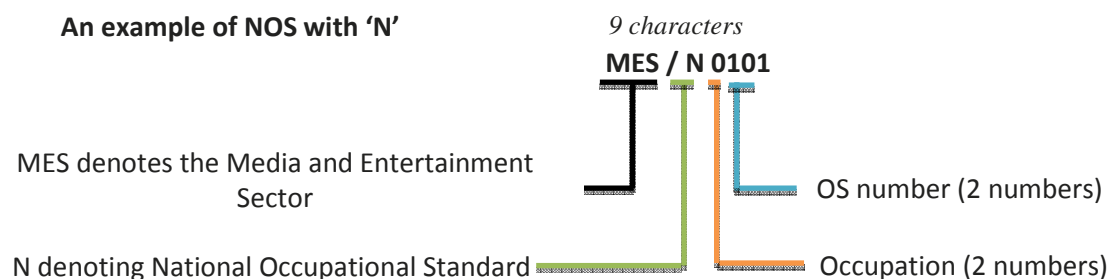 An example of NOS with ‘N’
9 characters
MES / N 0101
MES denotes the Media and Entertainment
Sector
OS number (2 numbers)
N denoting National Occupational Standard
Occupation (2 numbers)